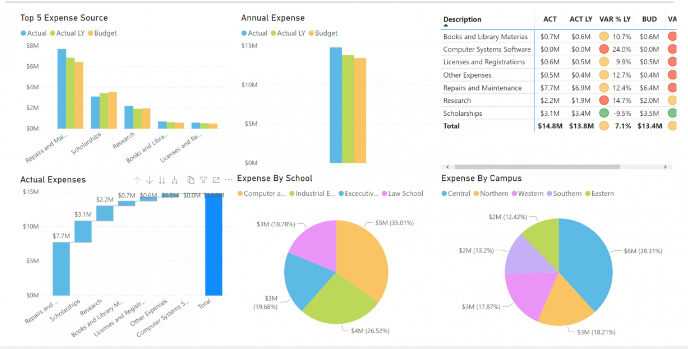 Top 5 Expense Source
Actual Actual LY Budget
$8M
$6M
$4M
$2M
$0M
Repairs and Mai...
Scholarships
Research
Books and Libra...
Licenses and Re...
Annual Expense
Actual Actual LY Budget
$15M
$10M
$5M
$0M
Description ACT ACT LY VAR % LY BUD VA
Books and Library Materias $0.7M $0.6M 10.7% $0.6M
Computer Systems Software $0.0M $0.0M 24.0% $0.0M
Licenses and Registrations $0.6M $0.5M 9.9% $0.5M
Other Expenses $0.5M $0.4M 12.7% $0.4M
Repairs and Maintenance $7.7M $6.9M 12.4% $6.4M
Research $2.2M $1.9M 14.7% $2.0M
Scholarships $3.1M $3.4M -9.5% $3.5M
Total $14.8M $13.8M 7.1% $13.4M
Actual Expenses
$15M
$10M
$5M
$0M
$7.7M
$3.1M
$2.2M
$0.7M
$0.6M
$0.5M
$0.0M
Repairs and ...
Scholarships
Research
Books and Library M...
Licenses and Registr...
Other Expenses
Computer Systems S...
Total
Expense By School
Computer a... Industrial E... Excecutiv... Law School
$3M (18.78%)
$5M (35.01%)
$3M
(19.68%)
$4M (26.52%)
Expense By Campus
Central Northern Western Southern Eastern
$2M (12.42%)
$2M (13.2%)
$6M (38.31%)
$3M
(17.87%)
$3M (18.21%)